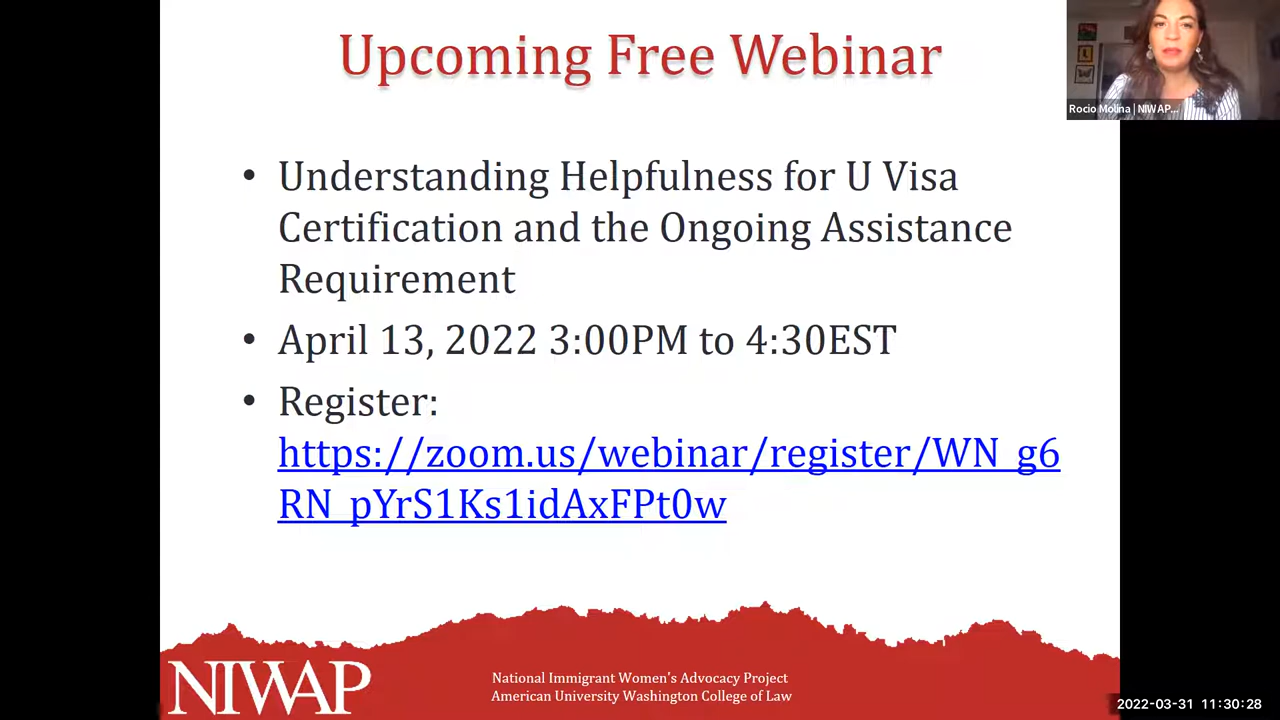 Upcoming Free Webinar
Rocio Molina | NIWAP...
• Understanding Helpfulness for U Visa
Certification and the Ongoing Assistance
Requirement
• April 13, 2022 3:00PM to 4:30EST
• Register:
https://zoom.us/webinar/register/WN_g6
RN_pYrS1Ks1idAxFPt0w
NIWAP
National Immigrant Women's Advocacy Project
American University Washington College of Law
2022-03-31 11:30:28